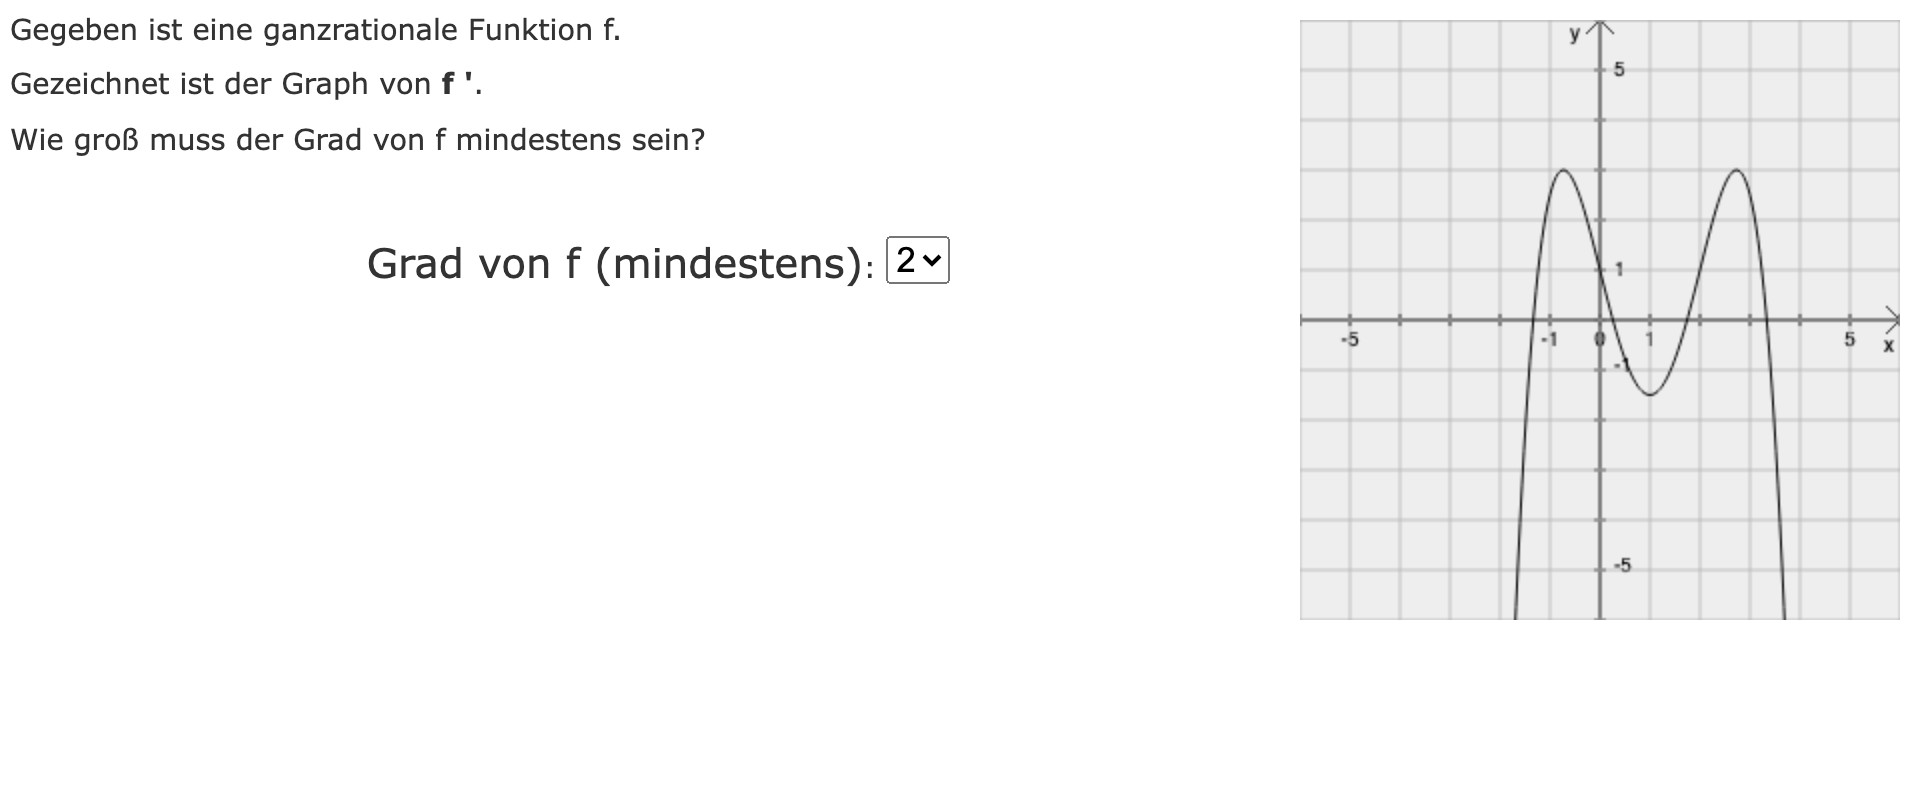 Gegeben ist eine ganzrationale Funktion f.
Gezeichnet ist der Graph von f '.
Wie groß muss der Grad von f mindestens sein?
Grad von f (mindestens): 2
y
5
1
-5
-1
0
1
5
x
-1
-5